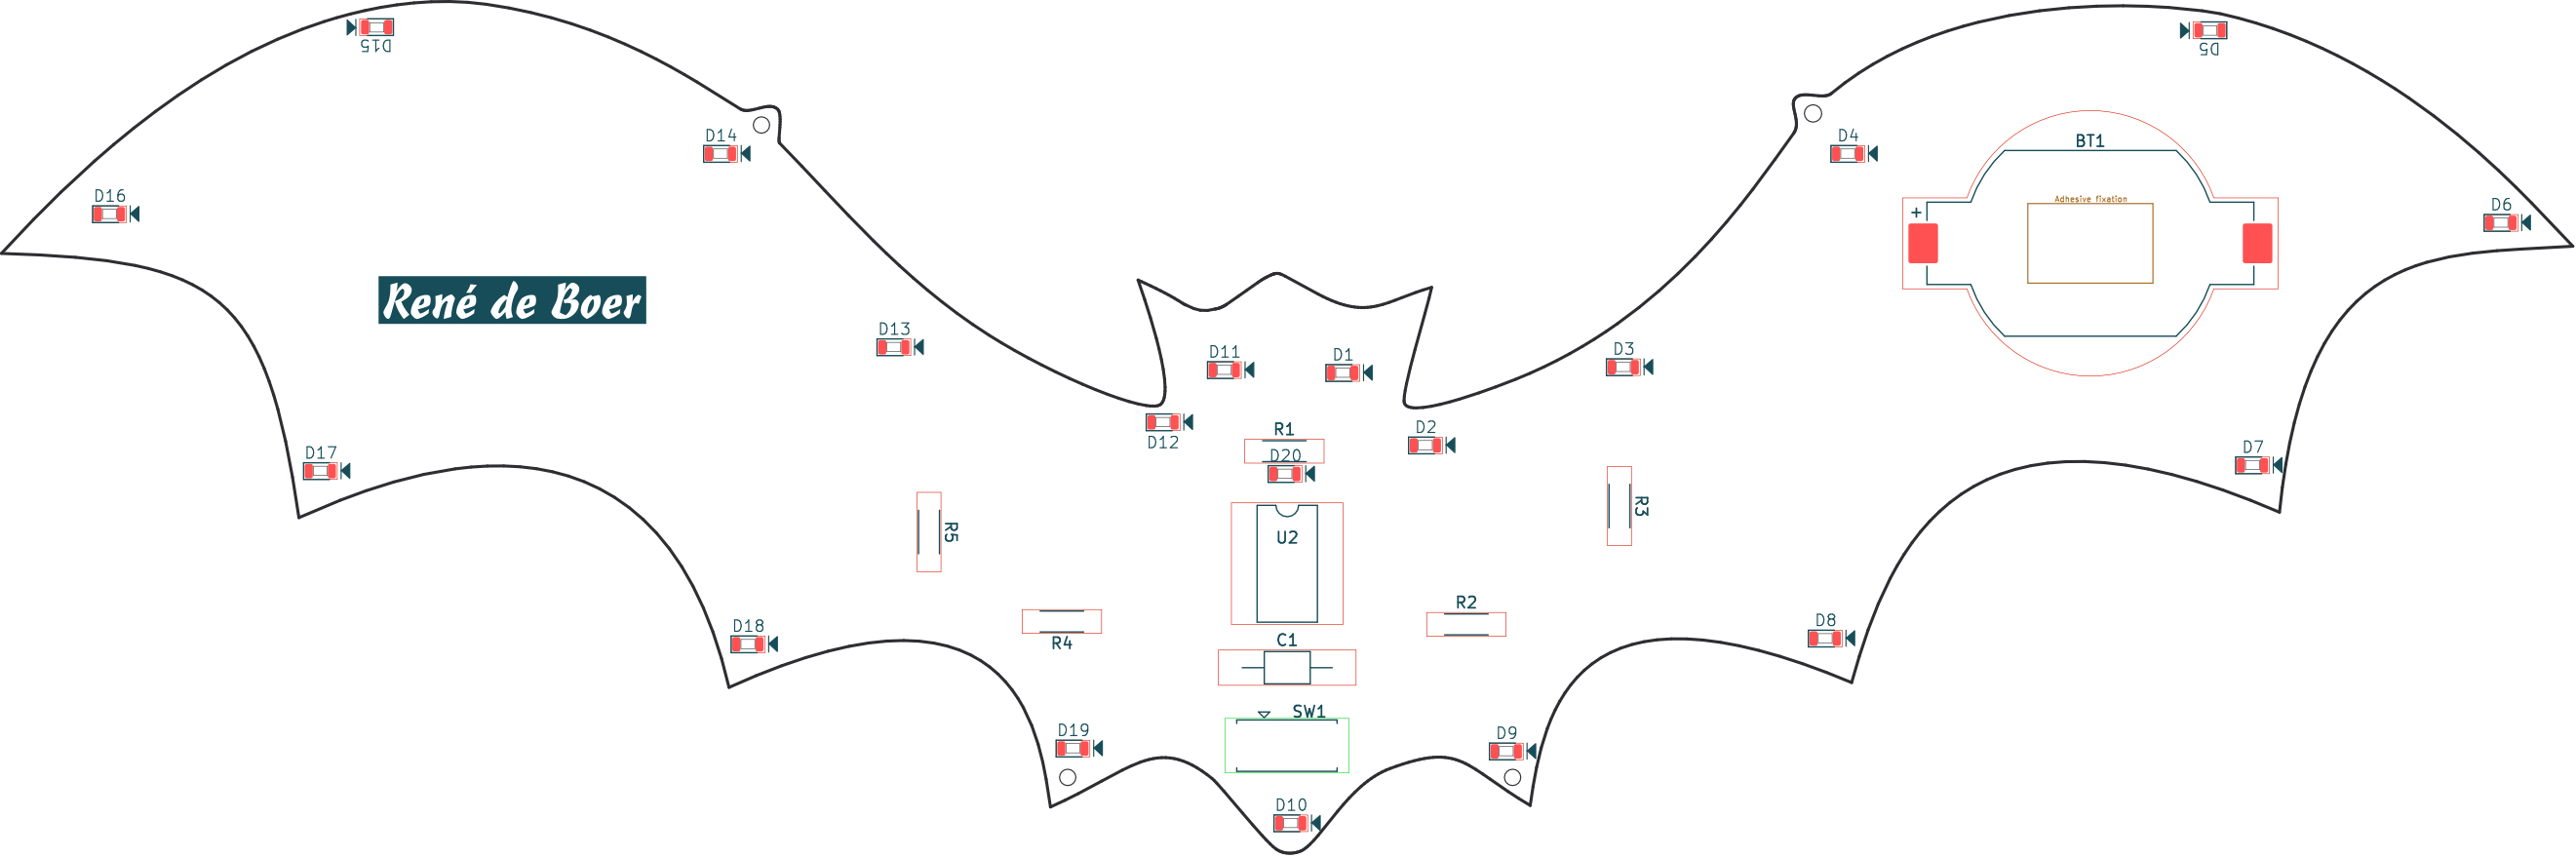 D15
D5
D14
D4
BT1
D16
Adhesive fixation
+
D6
René de Boer
D13
D11
D1
D3
D12
R1
D2
D20
D17
D7
R5
R3
U2
R4
R2
D18
C1
D8
SW1
D19
D9
D10